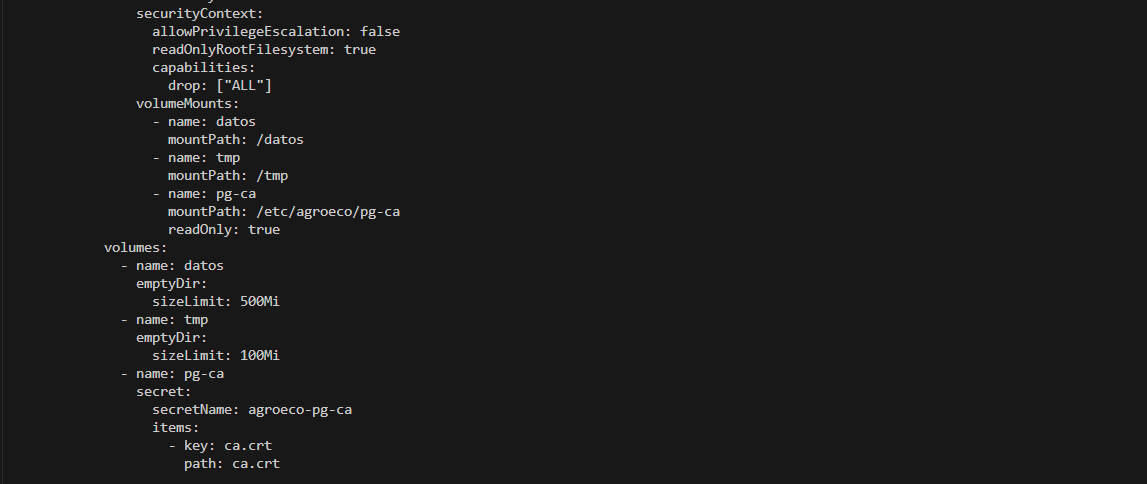 securityContext:
allowPrivilegeEscalation: false
readOnlyRootFilesystem: true
capabilities:
drop: ["ALL"]
volumeMounts:
- name: datos
mountPath: /datos
- name: tmp
mountPath: /tmp
- name: pg-ca
mountPath: /etc/agroeco/pg-ca
readOnly: true
volumes:
- name: datos
emptyDir:
sizeLimit: 500Mi
- name: tmp
emptyDir:
sizeLimit: 100Mi
- name: pg-ca
secret:
secretName: agroeco-pg-ca
items:
- key: ca.crt
path: ca.crt